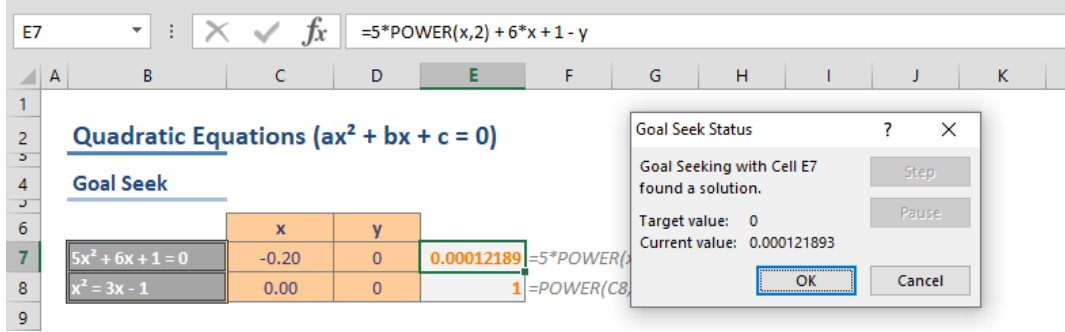 E7 fx =5*POWER(x,2) + 6*x + 1 - y
A B C D E F G H I J K
1
2 Quadratic Equations (ax² + bx + c = 0)
3
4 Goal Seek
5
6 x y
7 5x² + 6x + 1 = 0 -0.20 0 0.00012189 =5*POWER(
8 x² = 3x - 1 0.00 0 1 =POWER(C8
9
Goal Seek Status ? ×
Goal Seeking with Cell E7
found a solution.
Step
Target value: 0
Pause
Current value: 0.000121893
OK Cancel